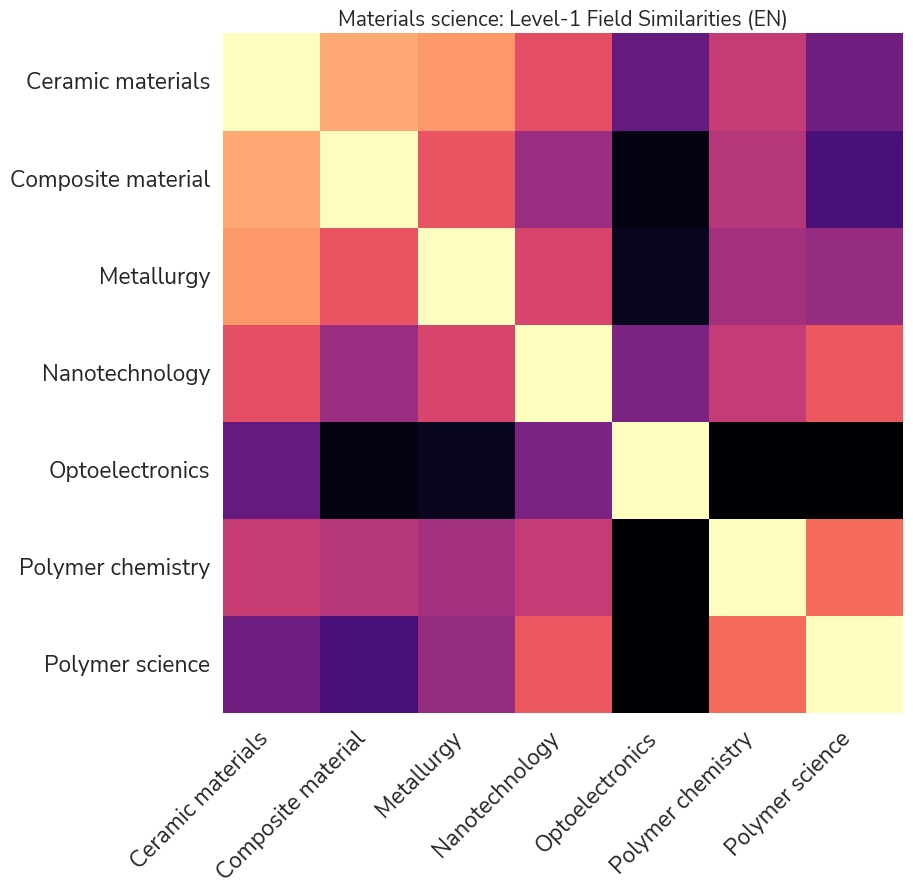 Materials science: Level-1 Field Similarities (EN)
Ceramic materials
Composite material
Metallurgy
Nanotechnology
Optoelectronics
Polymer chemistry
Polymer science
Ceramic materials
Composite material
Metallurgy
Nanotechnology
Optoelectronics
Polymer chemistry
Polymer science